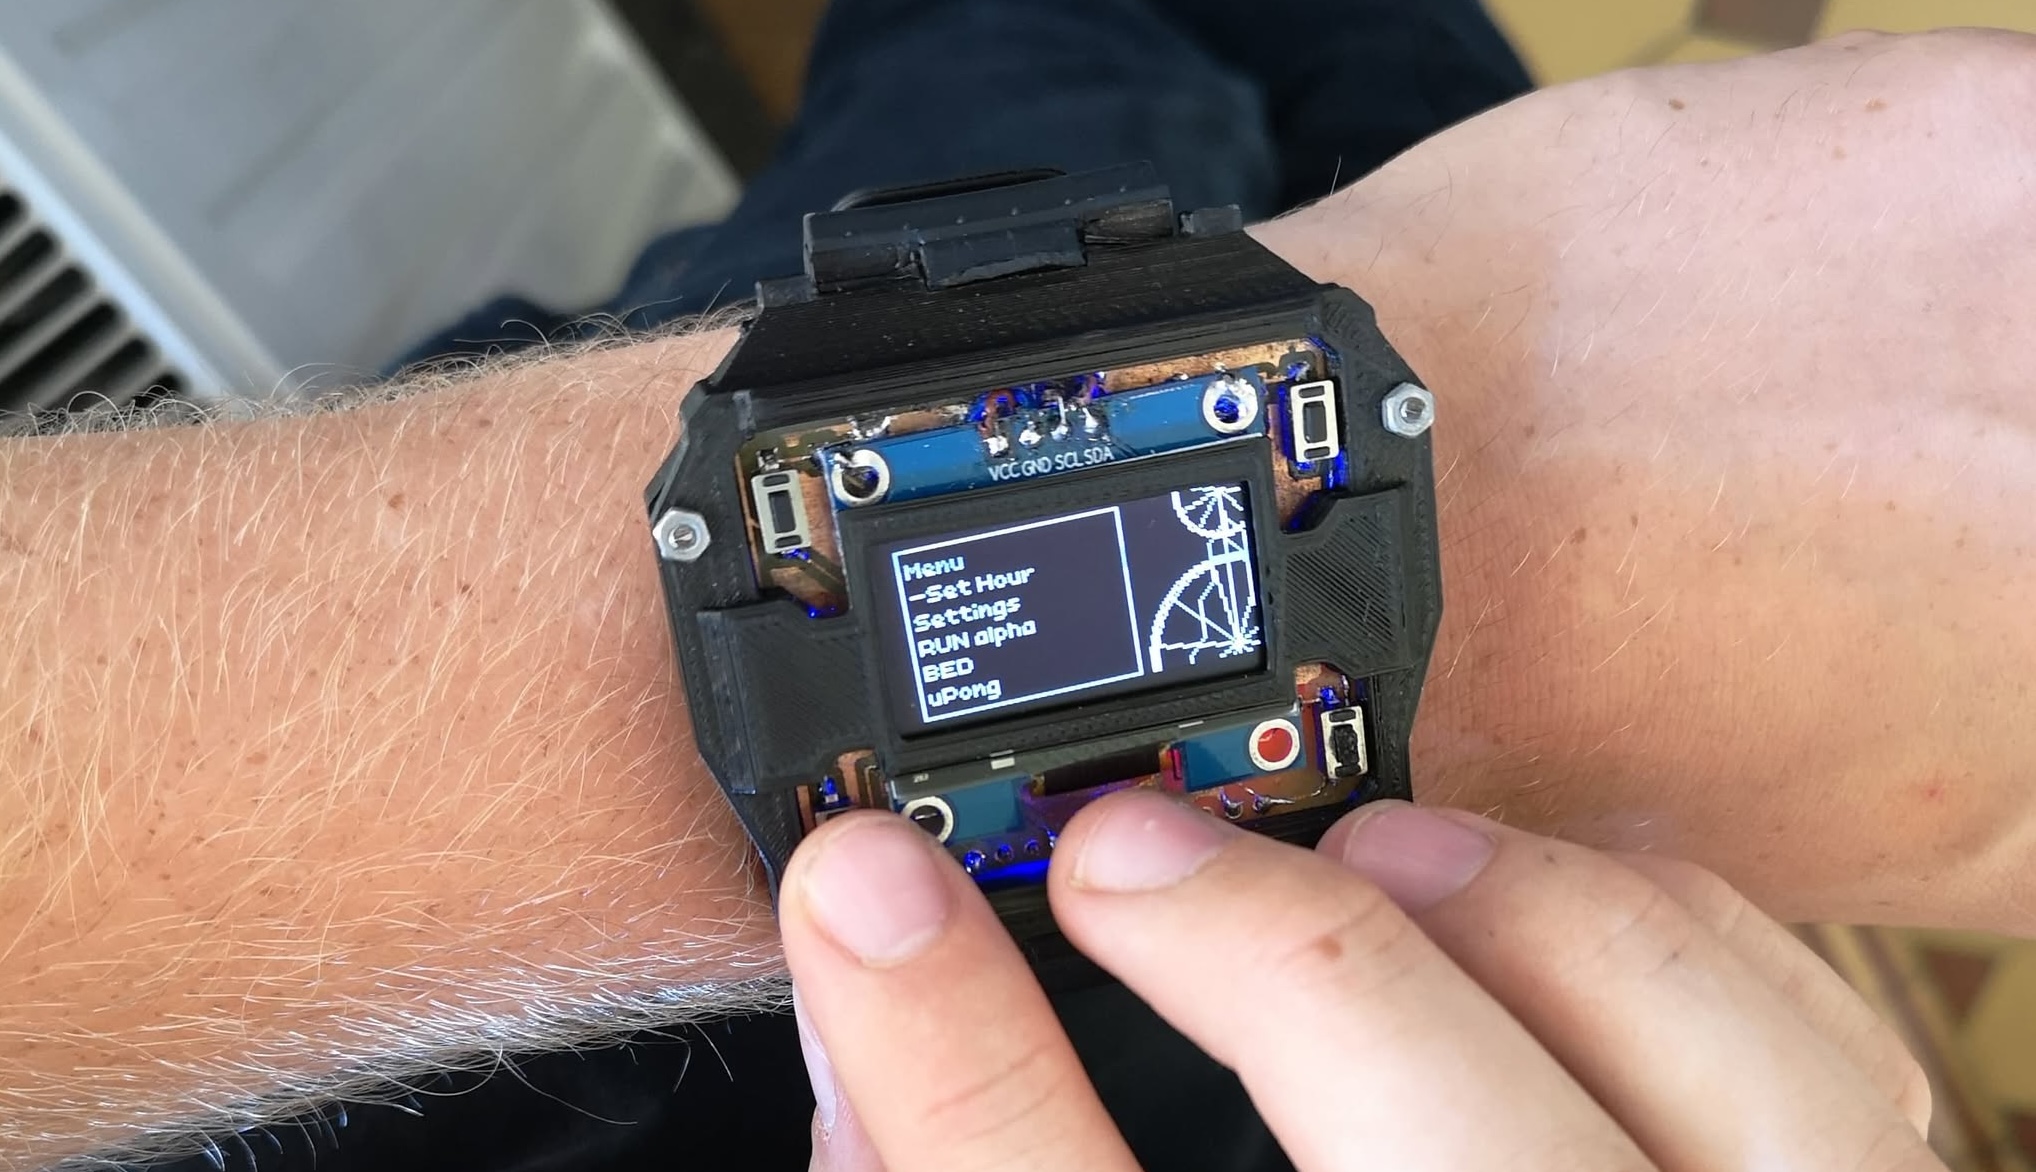 VCC GND SCL SDA
Menu
-Set Hour
Settings
RUN alpha
BED
uPong